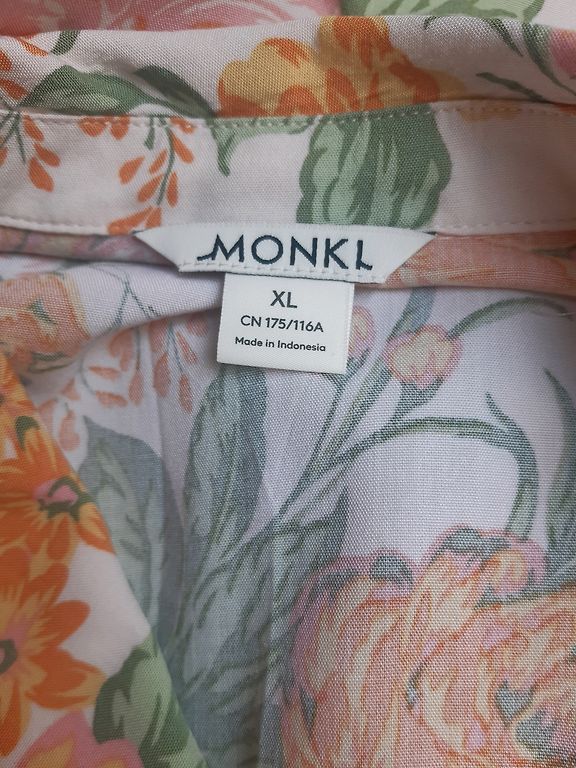 MONKI
XL
CN 175/116A
Made in Indonesia